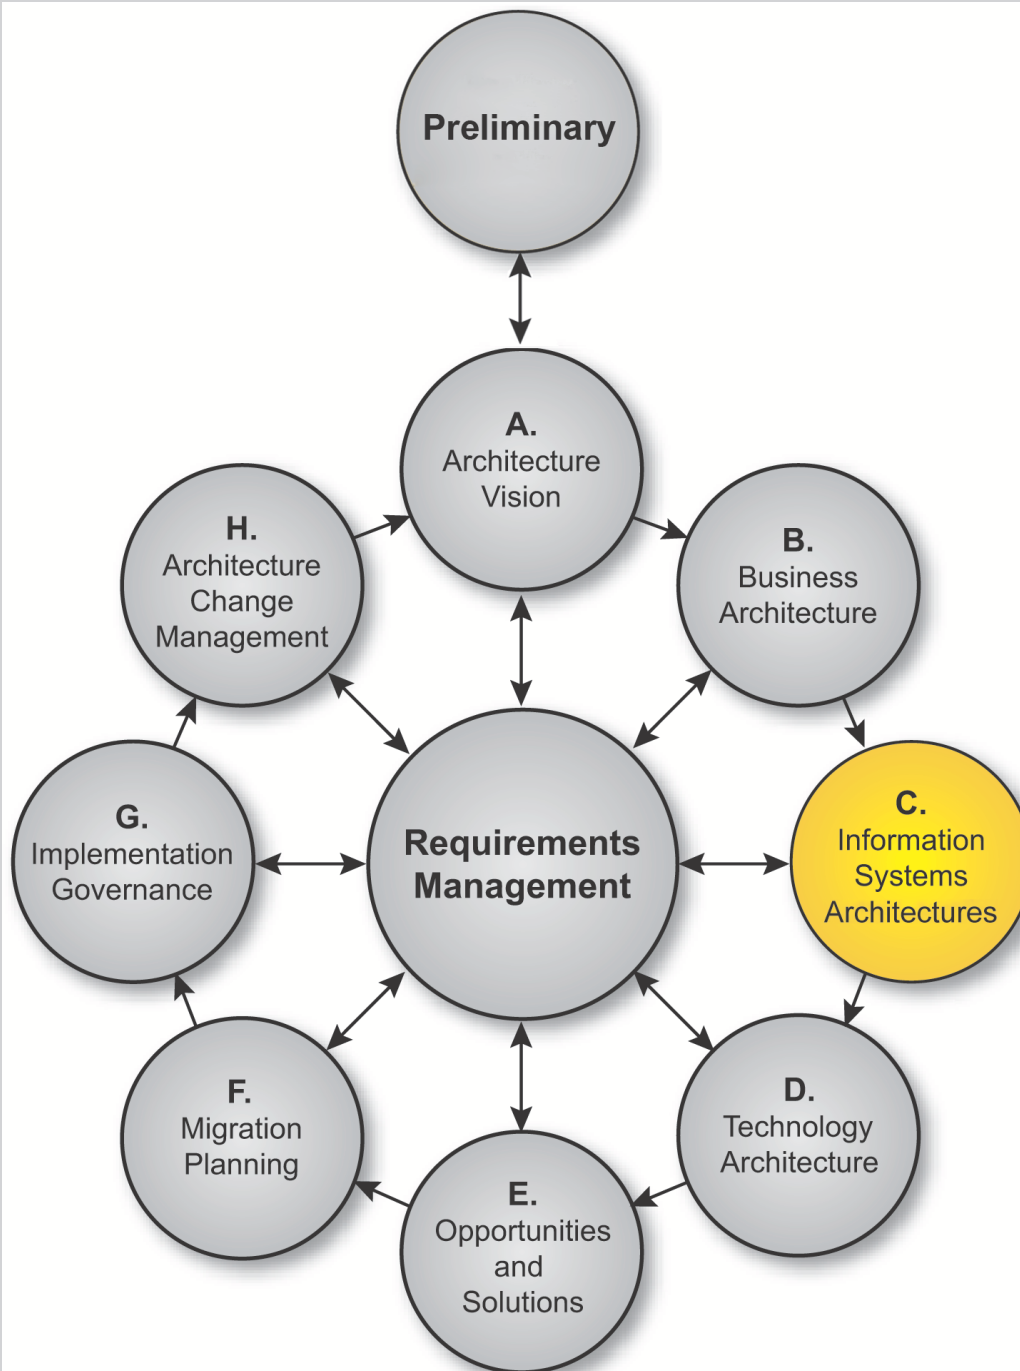 Preliminary
A.
Architecture
Vision
B.
Business
Architecture
C.
Information
Systems
Architectures
D.
Technology
Architecture
E.
Opportunities
and
Solutions
F.
Migration
Planning
G.
Implementation
Governance
H.
Architecture
Change
Management
Requirements
Management